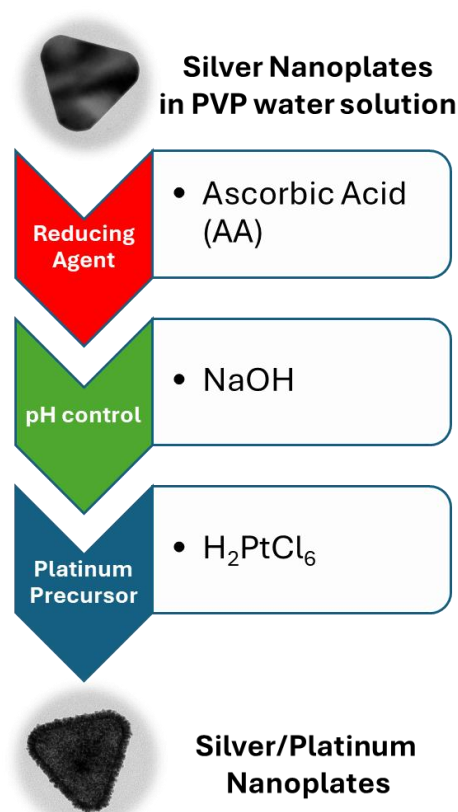 Silver Nanoplates
in PVP water solution
Reducing
Agent
• Ascorbic Acid
(AA)
pH control
• NaOH
Platinum
Precursor
• H₂PtCl₆
Silver/Platinum
Nanoplates